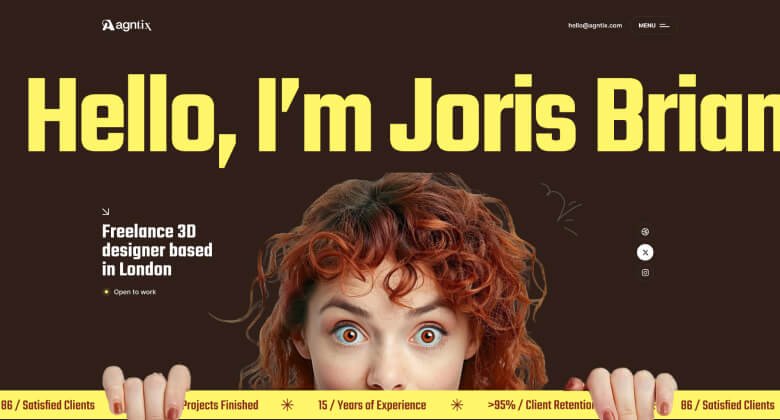 agntix
hello@agntix.com
MENU
Hello, I'm Joris Brian
Freelance 3D
designer based
in London
Open to work
86 / Satisfied Clients
Projects Finished
15 / Years of Experience
>95% / Client Retention
86 / Satisfied Clients